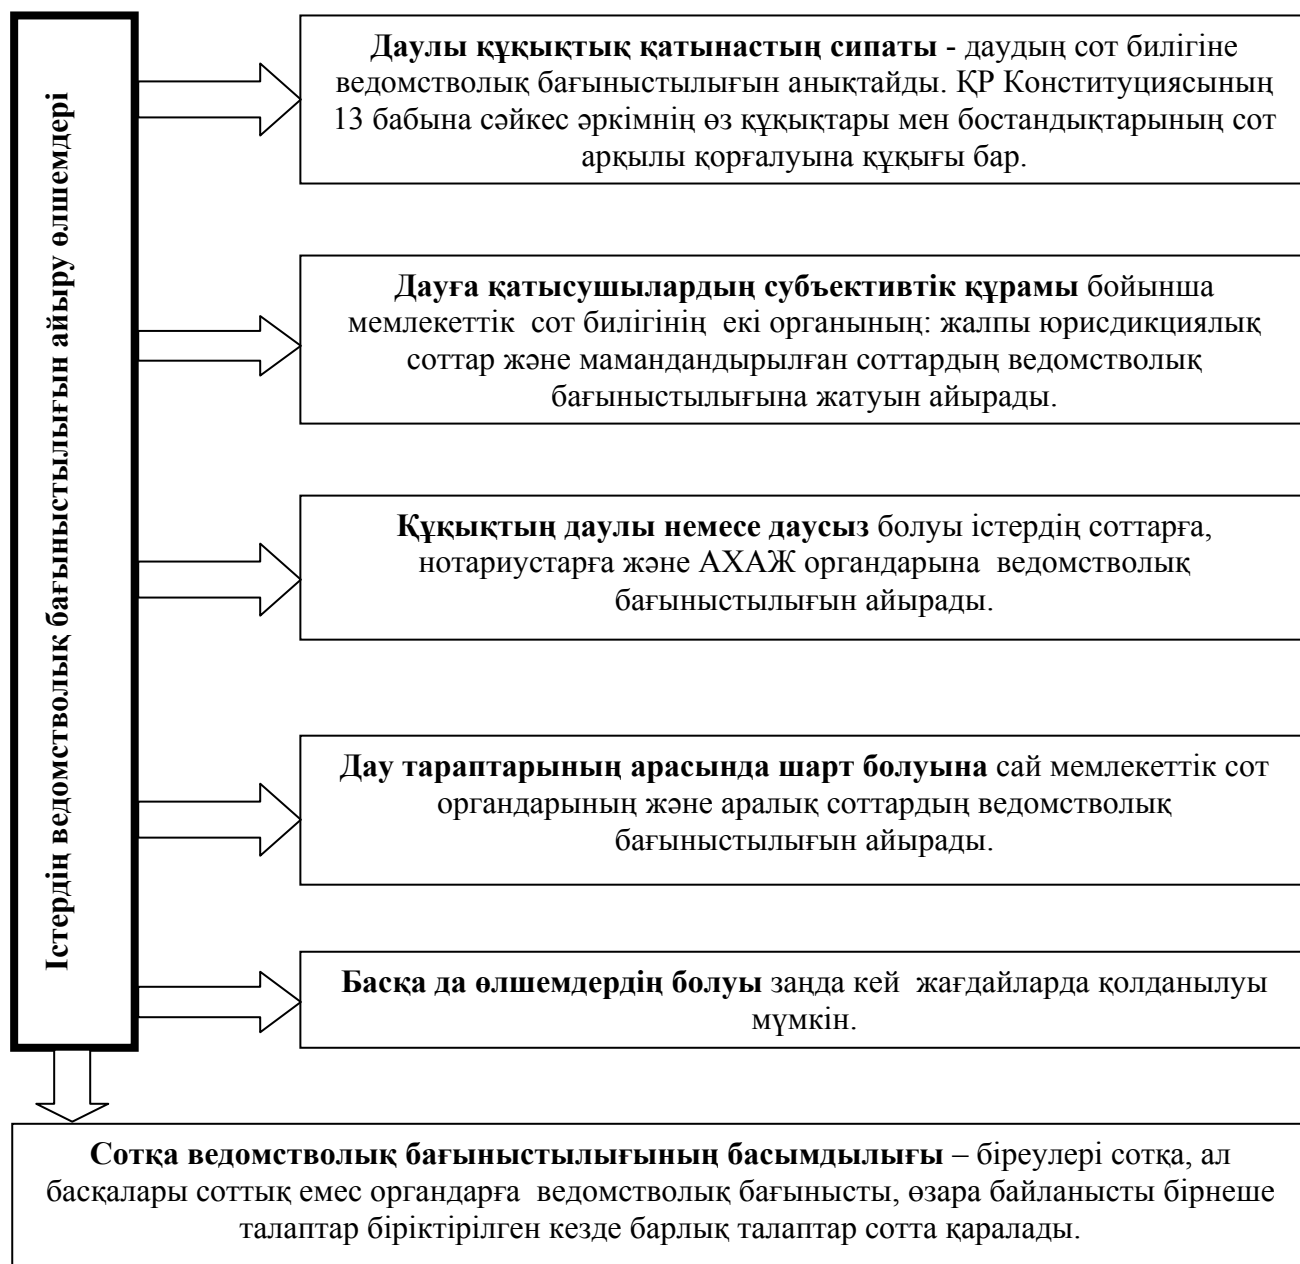 Істердің ведомстволық бағыныстылығын айыру өлшемдері
Даулы құқықтық қатынастың сипаты - даудың сот билігіне
ведомстволық бағыныстылығын анықтайды. ҚР Конституциясының
13 бабына сәйкес әркімнің өз құқықтары мен бостандықтарының сот
арқылы қорғалуына құқығы бар.
Дауға қатысушылардың субъективтік құрамы бойынша
мемлекеттік сот билігінің екі органының: жалпы юрисдикциялық
соттар және мамандандырылған соттардың ведомстволық
бағыныстылығына жатуын айырады.
Құқықтың даулы немесе даусыз болуы істердің соттарға,
нотариустарға және АХАЖ органдарына ведомстволық
бағыныстылығын айырады.
Дау тараптарының арасында шарт болуына сай мемлекеттік сот
органдарының және аралық соттардың ведомстволық
бағыныстылығын айырады.
Басқа да өлшемдердің болуы заңда кей жағдайларда қолданылуы
мүмкін.
Сотқа ведомстволық бағыныстылығының басымдылығы – біреулері сотқа, ал
басқалары соттық емес органдарға ведомстволық бағынысты, өзара байланысты бірнеше
талаптар біріктірілген кезде барлық талаптар сотта қаралады.